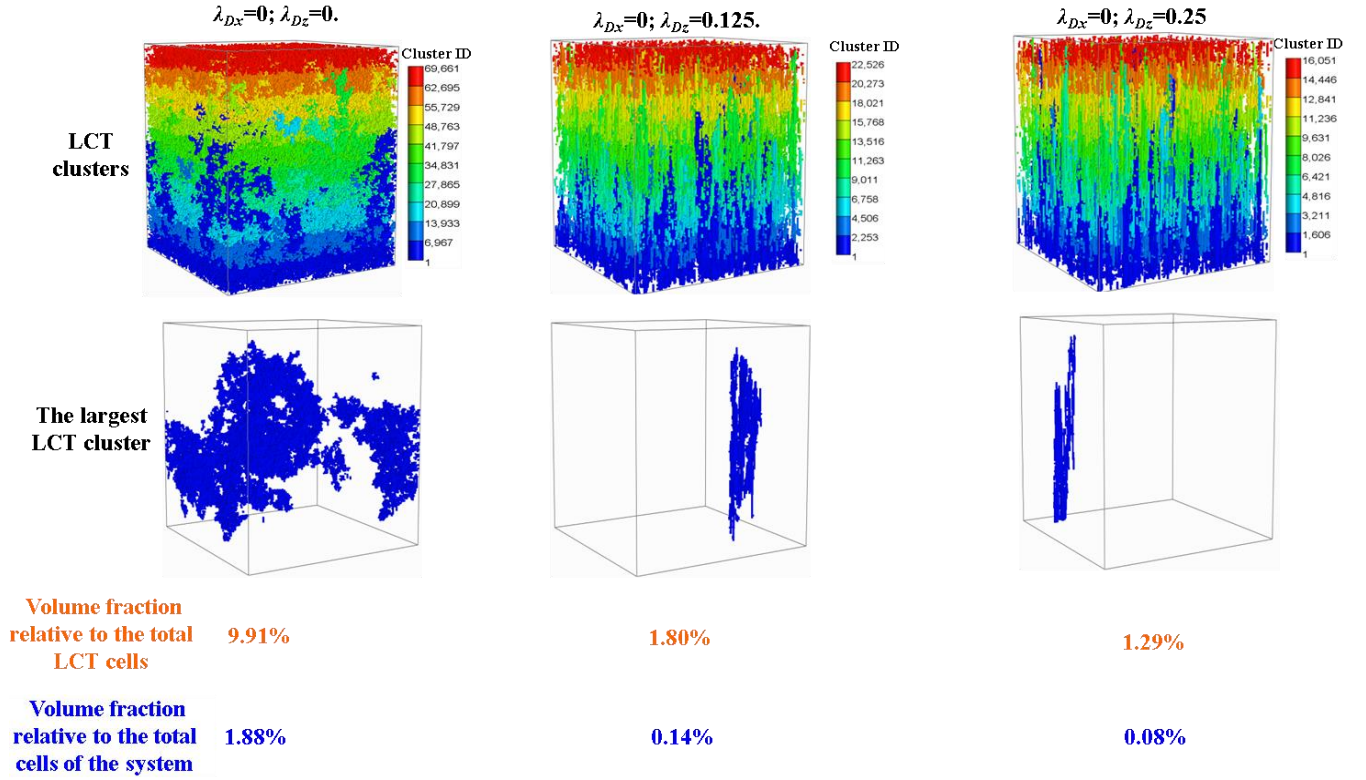 λDx=0; λDz=0.
λDx=0; λDz=0.125.
λDx=0; λDz=0.25
LCT
clusters
Cluster ID
69,661
62,695
55,729
48,763
41,797
34,831
27,865
20,899
13,933
6,967
1
Cluster ID
22,526
20,273
18,021
15,768
13,516
11,263
9,011
6,758
4,506
2,253
1
Cluster ID
16,051
14,446
12,841
11,236
9,631
8,026
6,421
4,816
3,211
1,606
1
The largest
LCT cluster
Volume fraction
relative to the total
LCT cells
9.91%
1.80%
1.29%
Volume fraction
relative to the total
cells of the system
1.88%
0.14%
0.08%